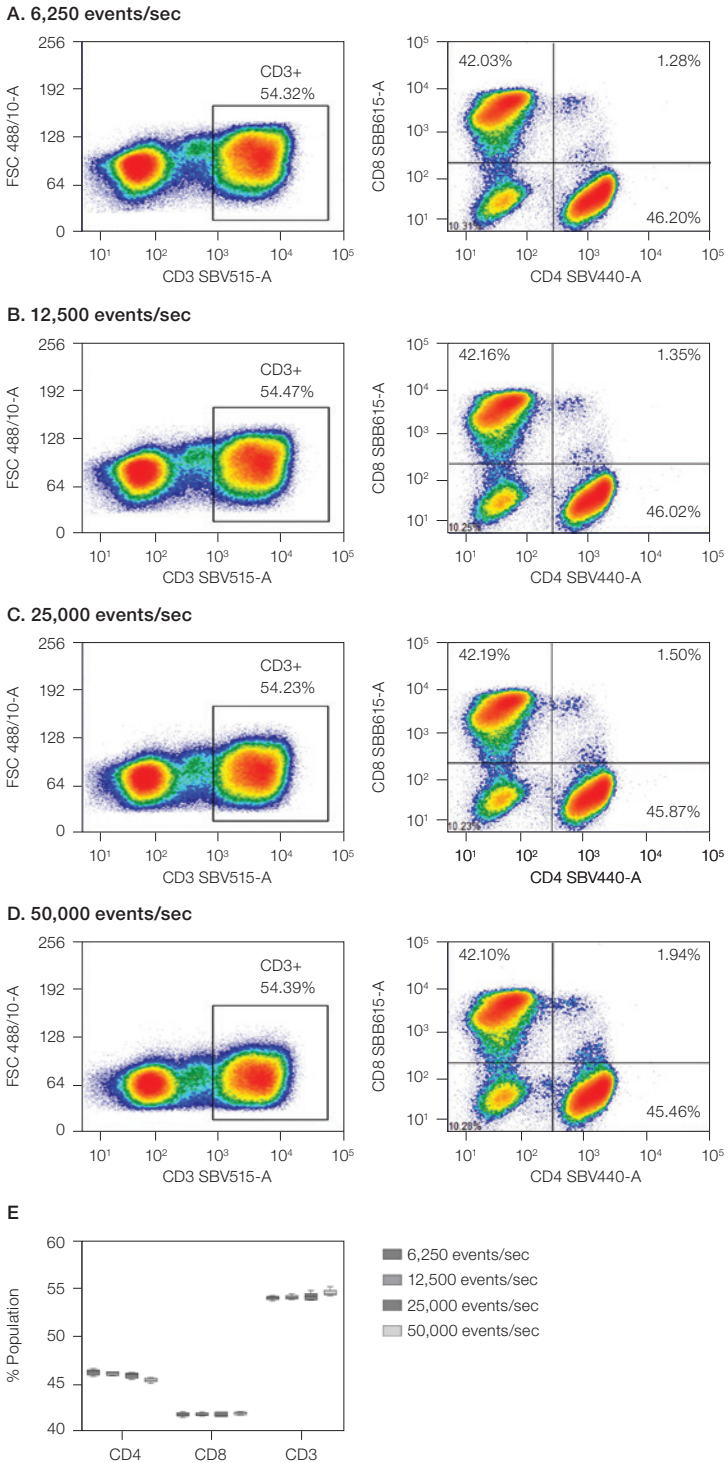 A. 6,250 events/sec
256
192
128
64
0
FSC 488/10-A
CD3+
54.32%
10¹ 10² 10³ 10⁴ 10⁵
CD3 SBV515-A
10⁵
10⁴
10³
10²
10¹
CD8 SBB615-A
42.03% 1.28%
10.31% 46.20%
10¹ 10² 10³ 10⁴ 10⁵
CD4 SBV440-A
B. 12,500 events/sec
256
192
128
64
0
FSC 488/10-A
CD3+
54.47%
10¹ 10² 10³ 10⁴ 10⁵
CD3 SBV515-A
10⁵
10⁴
10³
10²
10¹
CD8 SBB615-A
42.16% 1.35%
10.25% 46.02%
10¹ 10² 10³ 10⁴ 10⁵
CD4 SBV440-A
C. 25,000 events/sec
256
192
128
64
0
FSC 488/10-A
CD3+
54.23%
10¹ 10² 10³ 10⁴ 10⁵
CD3 SBV515-A
10⁵
10⁴
10³
10²
10¹
CD8 SBB615-A
42.19% 1.50%
10.23% 45.87%
10¹ 10² 10³ 10⁴ 10⁵
CD4 SBV440-A
D. 50,000 events/sec
256
192
128
64
0
FSC 488/10-A
CD3+
54.39%
10¹ 10² 10³ 10⁴ 10⁵
CD3 SBV515-A
10⁵
10⁴
10³
10²
10¹
CD8 SBB615-A
42.10% 1.94%
10.28% 45.46%
10¹ 10² 10³ 10⁴ 10⁵
CD4 SBV440-A
E
60
55
50
45
40
% Population
CD4 CD8 CD3
6,250 events/sec
12,500 events/sec
25,000 events/sec
50,000 events/sec